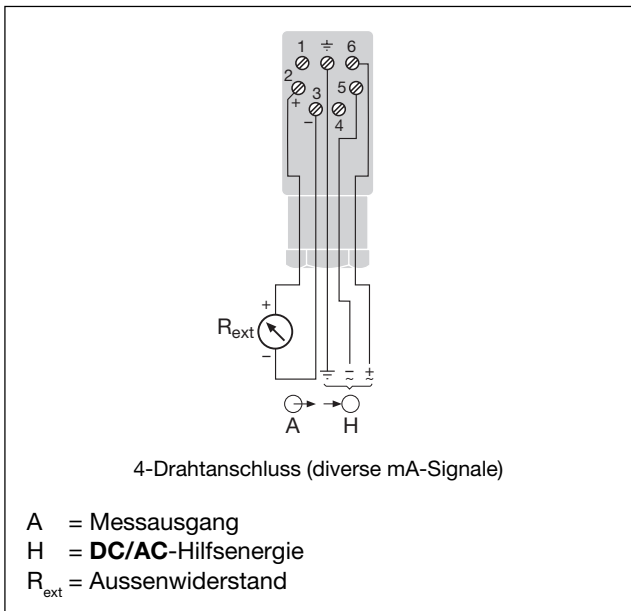 1 ⏚ 6
2 5
+ 3
− 4
+
R_ext
−
⏚ ≂ ±
~
A H
4-Drahtanschluss (diverse mA-Signale)
A = Messausgang
H = DC/AC-Hilfsenergie
R_ext = Aussenwiderstand